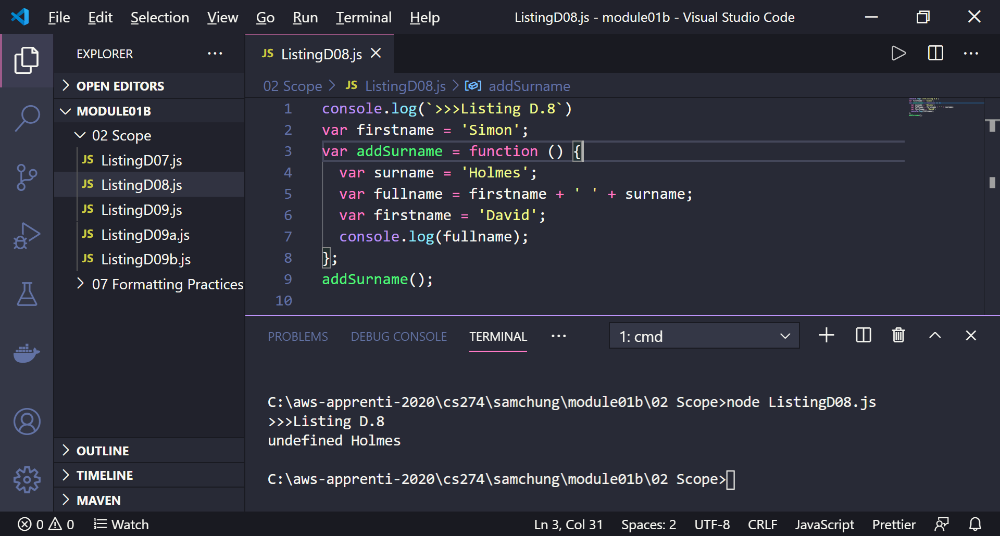 File Edit Selection View Go Run Terminal Help ListingD08.js - module01b - Visual Studio Code
EXPLORER ···
OPEN EDITORS
MODULE01B
02 Scope
JS ListingD07.js
JS ListingD08.js
JS ListingD09.js
JS ListingD09a.js
JS ListingD09b.js
07 Formatting Practices
OUTLINE
TIMELINE
MAVEN
JS ListingD08.js
02 Scope > JS ListingD08.js > addSurname
1 console.log(`>>>Listing D.8`)
2 var firstname = 'Simon';
3 var addSurname = function () {
4 var surname = 'Holmes';
5 var fullname = firstname + ' ' + surname;
6 var firstname = 'David';
7 console.log(fullname);
8 };
9 addSurname();
10
PROBLEMS DEBUG CONSOLE TERMINAL ··· 1: cmd
C:\aws-apprenti-2020\cs274\samchung\module01b\02 Scope>node ListingD08.js
>>>Listing D.8
undefined Holmes
C:\aws-apprenti-2020\cs274\samchung\module01b\02 Scope>
0 0 Watch Ln 3, Col 31 Spaces: 2 UTF-8 CRLF JavaScript Prettier